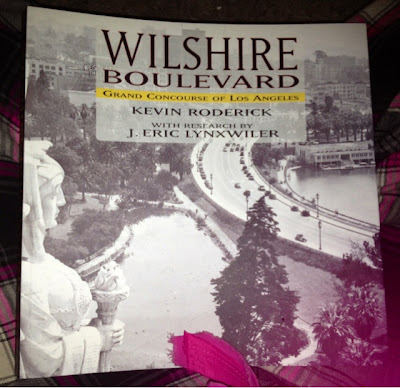 WILSHIRE
BOULEVARD
GRAND CONCOURSE OF LOS ANGELES
KEVIN RODERICK
WITH RESEARCH BY
J. ERIC LYNXWILER